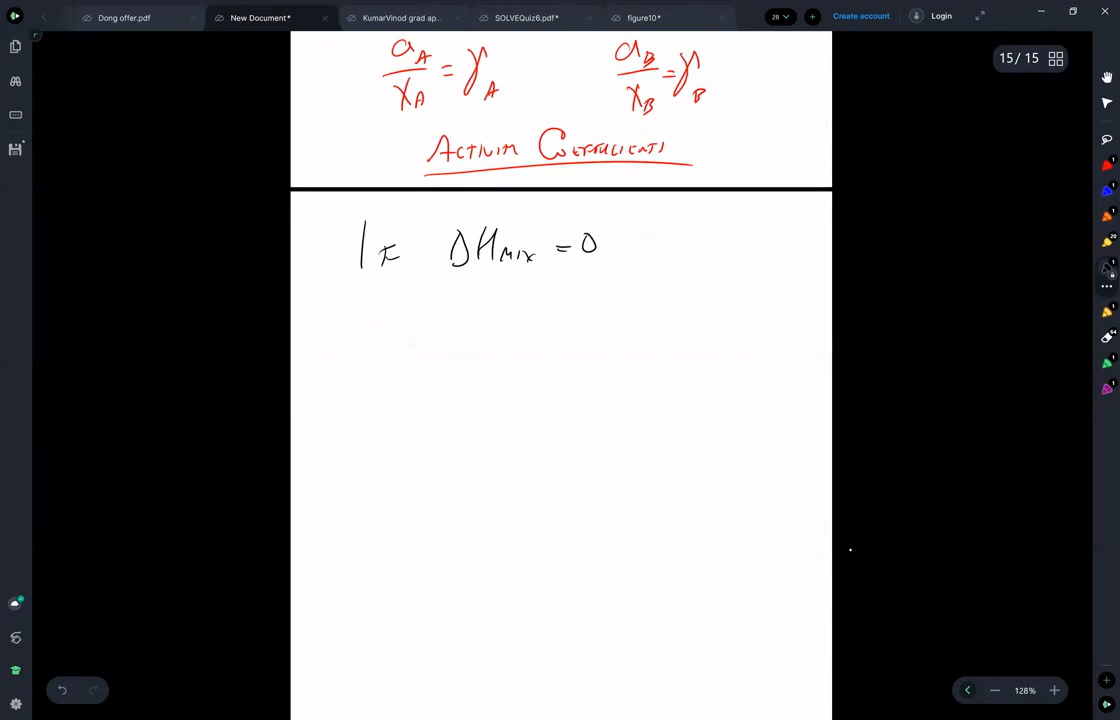 Dong offer.pdf
New Document*
KumarVinod grad ap...
SOLVEQuiz6.pdf*
figure10*
28
Create account
Login
15 / 15
a_A / x_A = γ_A
a_B / x_B = γ_B
ACTIVITY COEFFICIENTS
IF ΔH_MIX = 0
128%